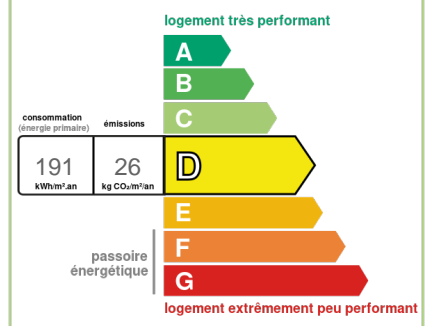 logement très performant
A
B
C
consommation
(énergie primaire)
émissions
191
kWh/m².an
26
kg CO₂/m²/an
D
E
F
G
passoire
énergétique
logement extrêmement peu performant